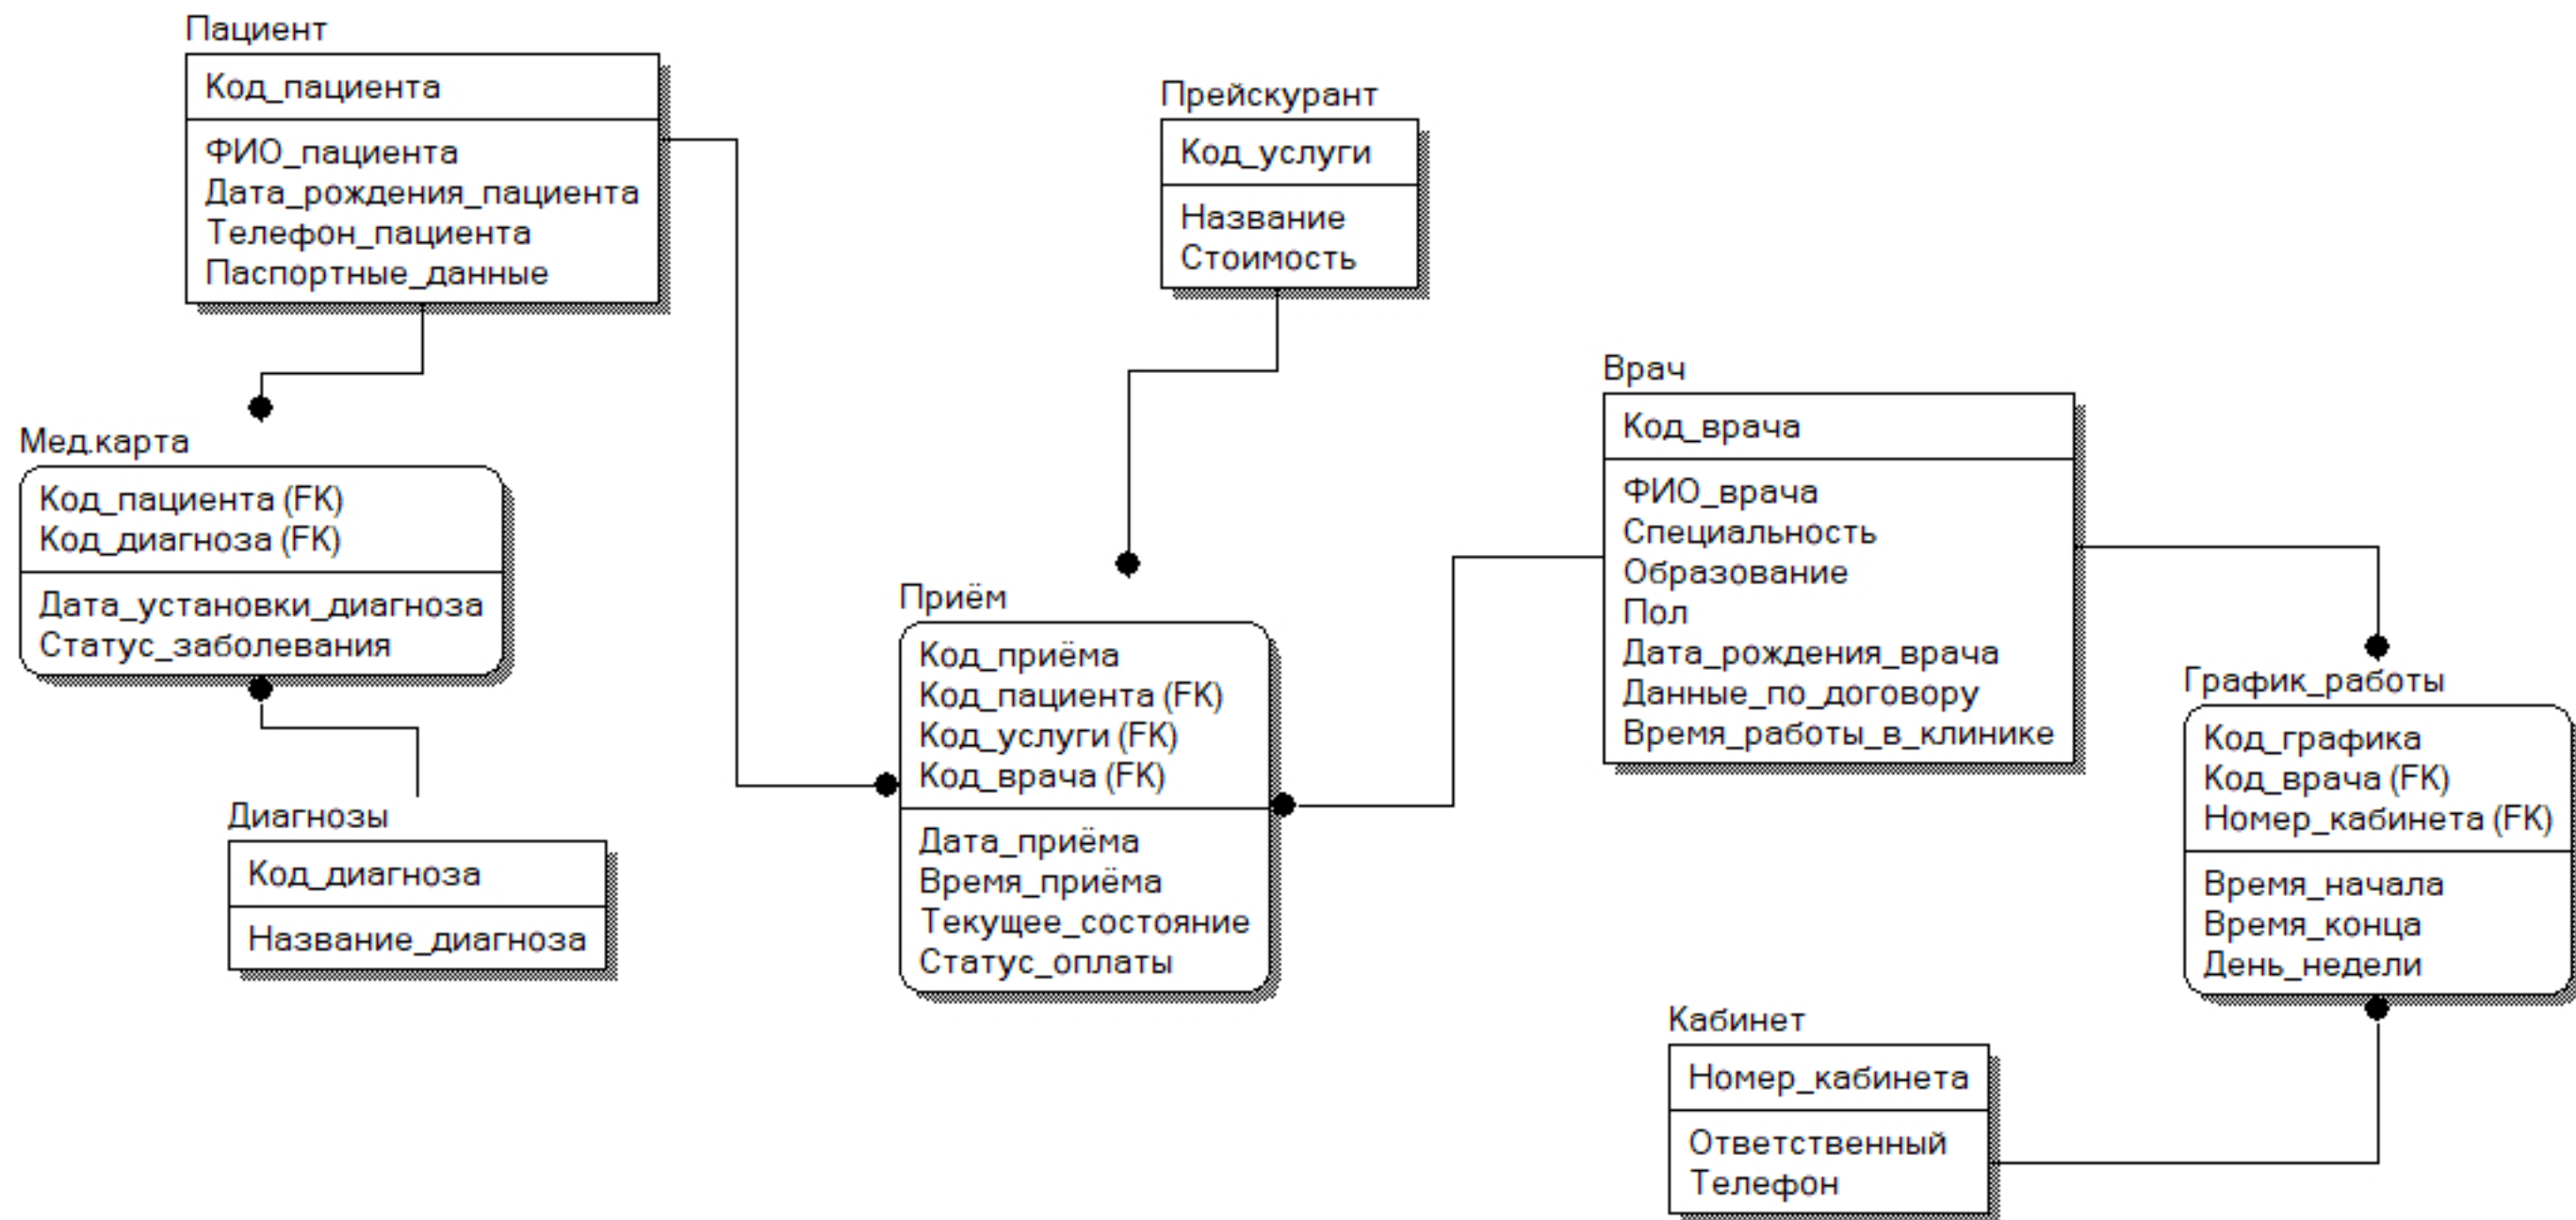 Пациент
Код_пациента
ФИО_пациента
Дата_рождения_пациента
Телефон_пациента
Паспортные_данные
Прейскурант
Код_услуги
Название
Стоимость
Мед.карта
Код_пациента (FK)
Код_диагноза (FK)
Дата_установки_диагноза
Статус_заболевания
Диагнозы
Код_диагноза
Название_диагноза
Приём
Код_приёма
Код_пациента (FK)
Код_услуги (FK)
Код_врача (FK)
Дата_приёма
Время_приёма
Текущее_состояние
Статус_оплаты
Врач
Код_врача
ФИО_врача
Специальность
Образование
Пол
Дата_рождения_врача
Данные_по_договору
Время_работы_в_клинике
График_работы
Код_графика
Код_врача (FK)
Номер_кабинета (FK)
Время_начала
Время_конца
День_недели
Кабинет
Номер_кабинета
Ответственный
Телефон